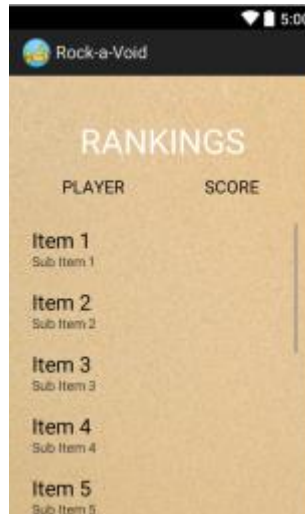 5:00
Rock-a-Void
RANKINGS
PLAYER SCORE
Item 1
Sub Item 1
Item 2
Sub Item 2
Item 3
Sub Item 3
Item 4
Sub Item 4
Item 5
Sub Item 5